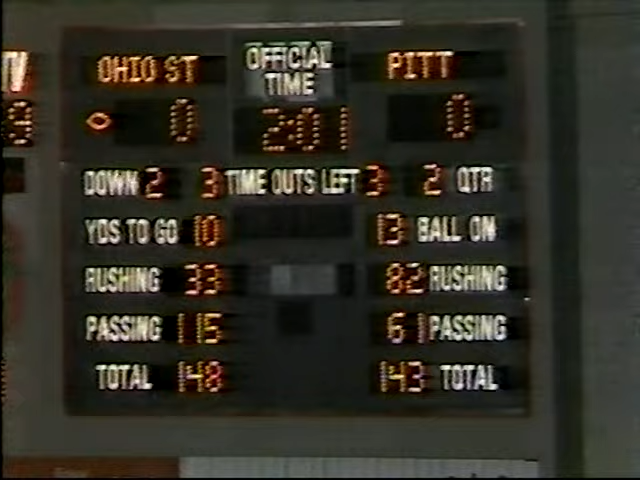 OHIO ST OFFICIAL TIME PITT
0 2:01 0
DOWN 2 3 TIME OUTS LEFT 3 2 QTR
YDS TO GO 10 13 BALL ON
RUSHING 33 82 RUSHING
PASSING 115 61 PASSING
TOTAL 148 143 TOTAL
9